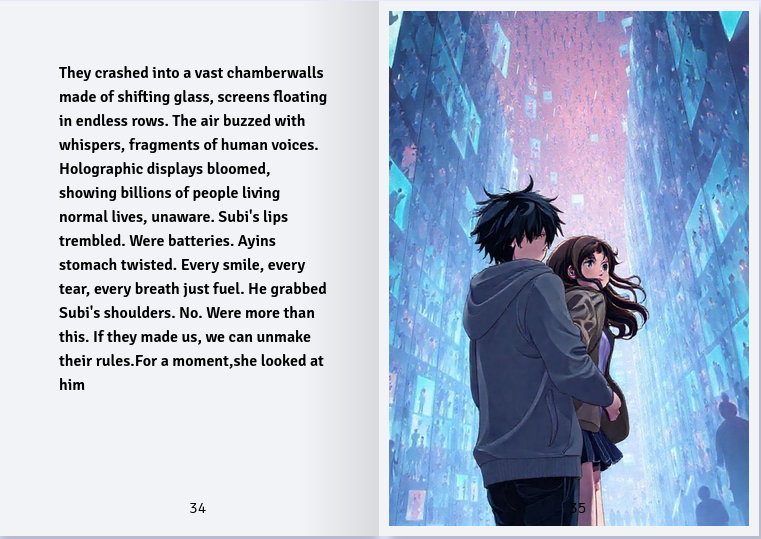 They crashed into a vast chamberwalls
made of shifting glass, screens floating
in endless rows. The air buzzed with
whispers, fragments of human voices.
Holographic displays bloomed,
showing billions of people living
normal lives, unaware. Subi's lips
trembled. Were batteries. Ayins
stomach twisted. Every smile, every
tear, every breath just fuel. He grabbed
Subi's shoulders. No. Were more than
this. If they made us, we can unmake
their rules.For a moment,she looked at
him
34
35